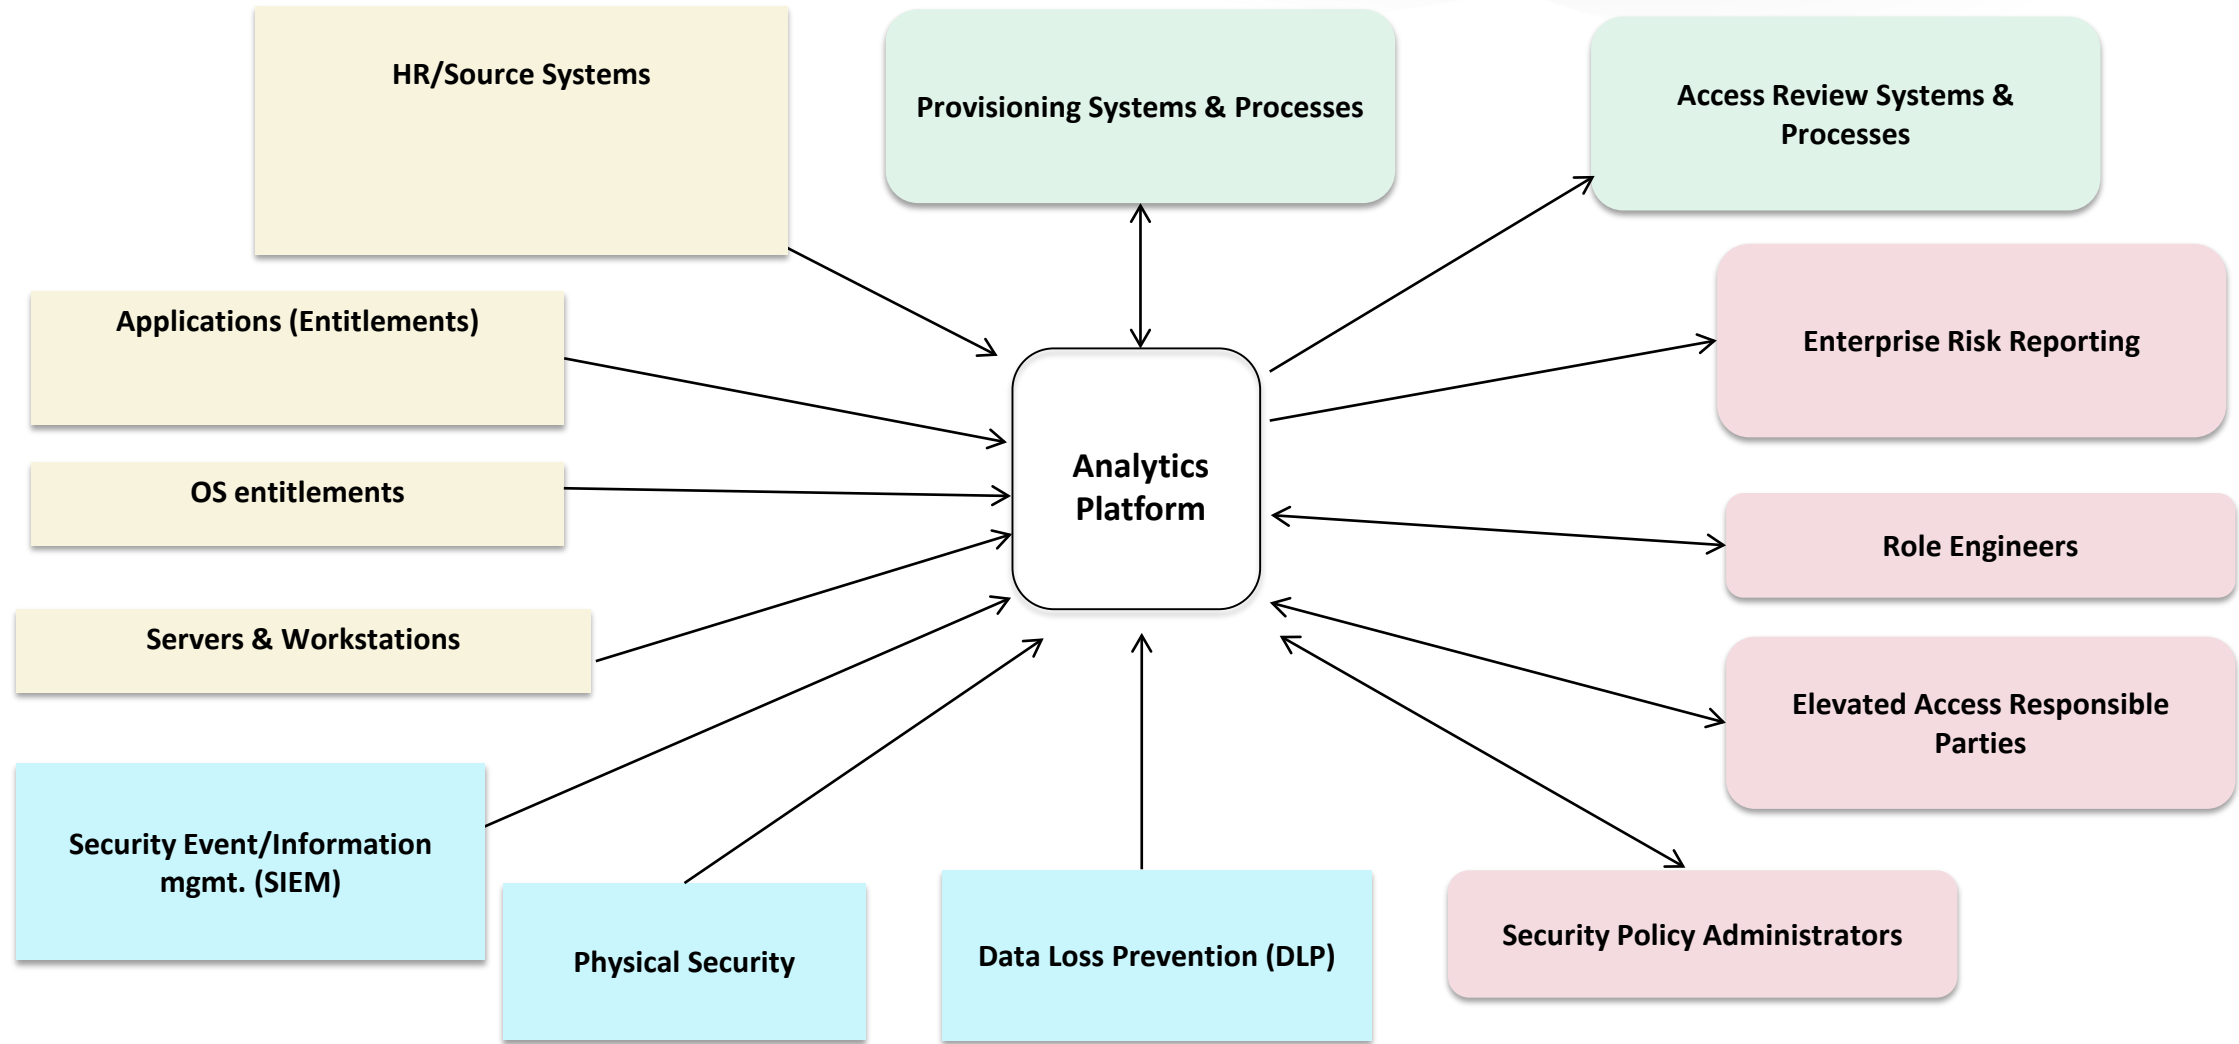 HR/Source Systems
Provisioning Systems & Processes
Access Review Systems &
Processes
Applications (Entitlements)
Enterprise Risk Reporting
OS entitlements
Analytics
Platform
Role Engineers
Servers & Workstations
Elevated Access Responsible
Parties
Security Event/Information
mgmt. (SIEM)
Physical Security
Data Loss Prevention (DLP)
Security Policy Administrators